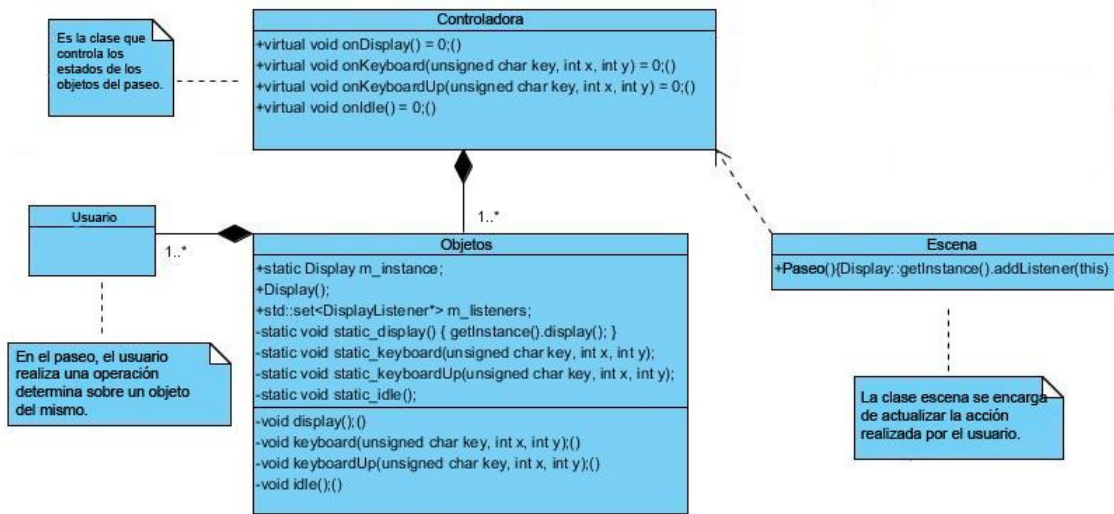 Es la clase que
controla los
estados de los
objetos del paseo.
Controladora
+virtual void onDisplay() = 0;()
+virtual void onKeyboard(unsigned char key, int x, int y) = 0;()
+virtual void onKeyboardUp(unsigned char key, int x, int y) = 0;()
+virtual void onIdle() = 0;()
1..*
Usuario
1..*
Objetos
+static Display m_instance;
+Display();
+std::set<DisplayListener*> m_listeners;
-static void static_display() { getInstance().display(); }
-static void static_keyboard(unsigned char key, int x, int y);
-static void static_keyboardUp(unsigned char key, int x, int y);
-static void static_idle();
-void display();()
-void keyboard(unsigned char key, int x, int y);()
-void keyboardUp(unsigned char key, int x, int y);()
-void idle();()
Escena
+Paseo(){Display::getInstance().addListener(this)
En el paseo, el usuario
realiza una operación
determina sobre un objeto
del mismo.
La clase escena se encarga
de actualizar la acción
realizada por el usuario.